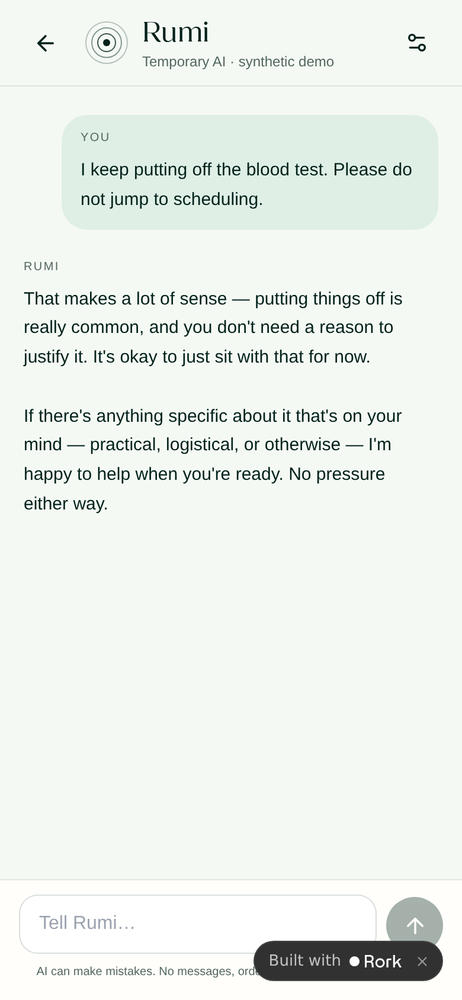 Rumi
Temporary AI · synthetic demo
YOU
I keep putting off the blood test. Please do
not jump to scheduling.
RUMI
That makes a lot of sense — putting things off is
really common, and you don't need a reason to
justify it. It's okay to just sit with that for now.
If there's anything specific about it that's on your
mind — practical, logistical, or otherwise — I'm
happy to help when you're ready. No pressure
either way.
Tell Rumi…
Built with Rork
AI can make mistakes. No messages,